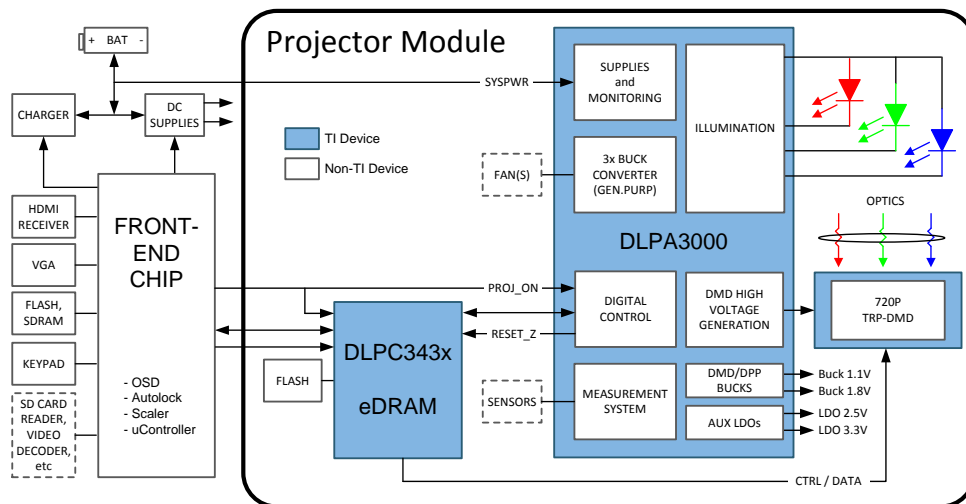 Projector Module
+ BAT -
SYSPWR
CHARGER
DC
SUPPLIES
TI Device
Non-TI Device
SUPPLIES
and
MONITORING
ILLUMINATION
FAN(S)
3x BUCK
CONVERTER
(GEN.PURP)
DLPA3000
OPTICS
HDMI
RECEIVER
VGA
FLASH,
SDRAM
KEYPAD
SD CARD
READER,
VIDEO
DECODER,
etc
FRONT-
END
CHIP
- OSD
- Autolock
- Scaler
- uController
PROJ_ON
RESET_Z
DLPC343x
eDRAM
FLASH
SENSORS
DIGITAL
CONTROL
DMD HIGH
VOLTAGE
GENERATION
720P
TRP-DMD
MEASUREMENT
SYSTEM
DMD/DPP
BUCKS
Buck 1.1V
Buck 1.8V
AUX LDOs
LDO 2.5V
LDO 3.3V
CTRL / DATA